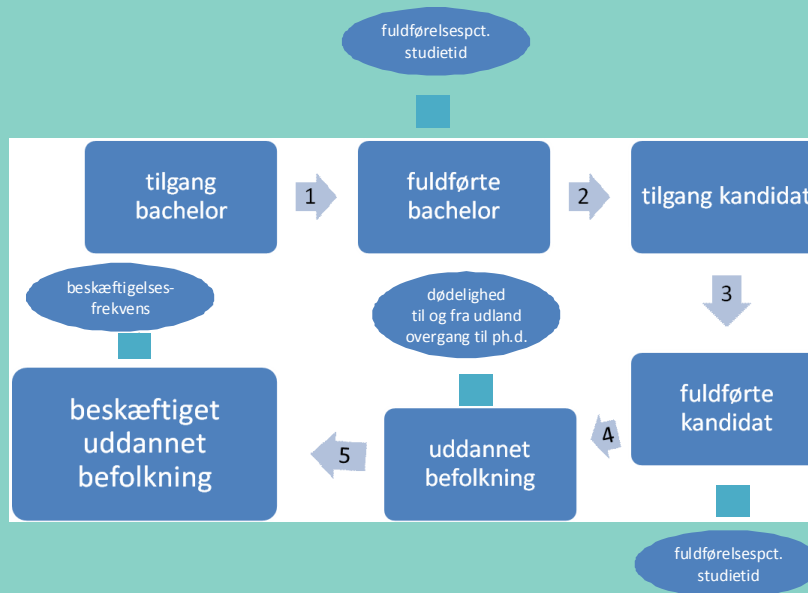 fuldførelsespct.
studietid
tilgang
bachelor
1
fuldførte
bachelor
2
tilgang kandidat
3
beskæftigelses-
frekvens
dødelighed
til og fra udland
overgang til ph.d.
beskæftiget
uddannet
befolkning
5
uddannet
befolkning
4
fuldførte
kandidat
fuldførelsespct.
studietid